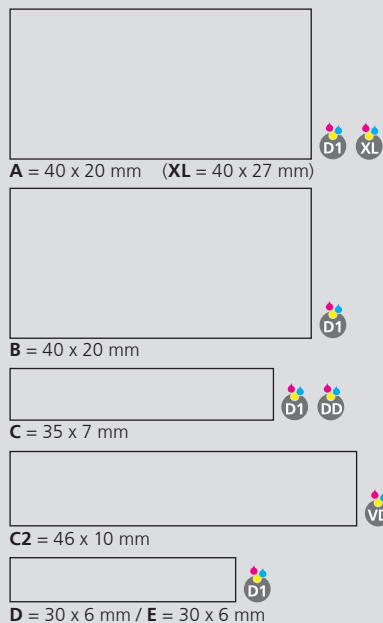 D1 XL
A = 40 x 20 mm (XL = 40 x 27 mm)
D1
B = 40 x 20 mm
D1 DD
C = 35 x 7 mm
VD
C2 = 46 x 10 mm
D1
D = 30 x 6 mm / E = 30 x 6 mm